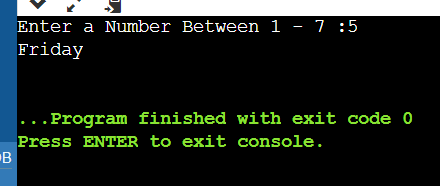 Enter a Number Between 1 - 7 :5
Friday
...Program finished with exit code 0
Press ENTER to exit console.